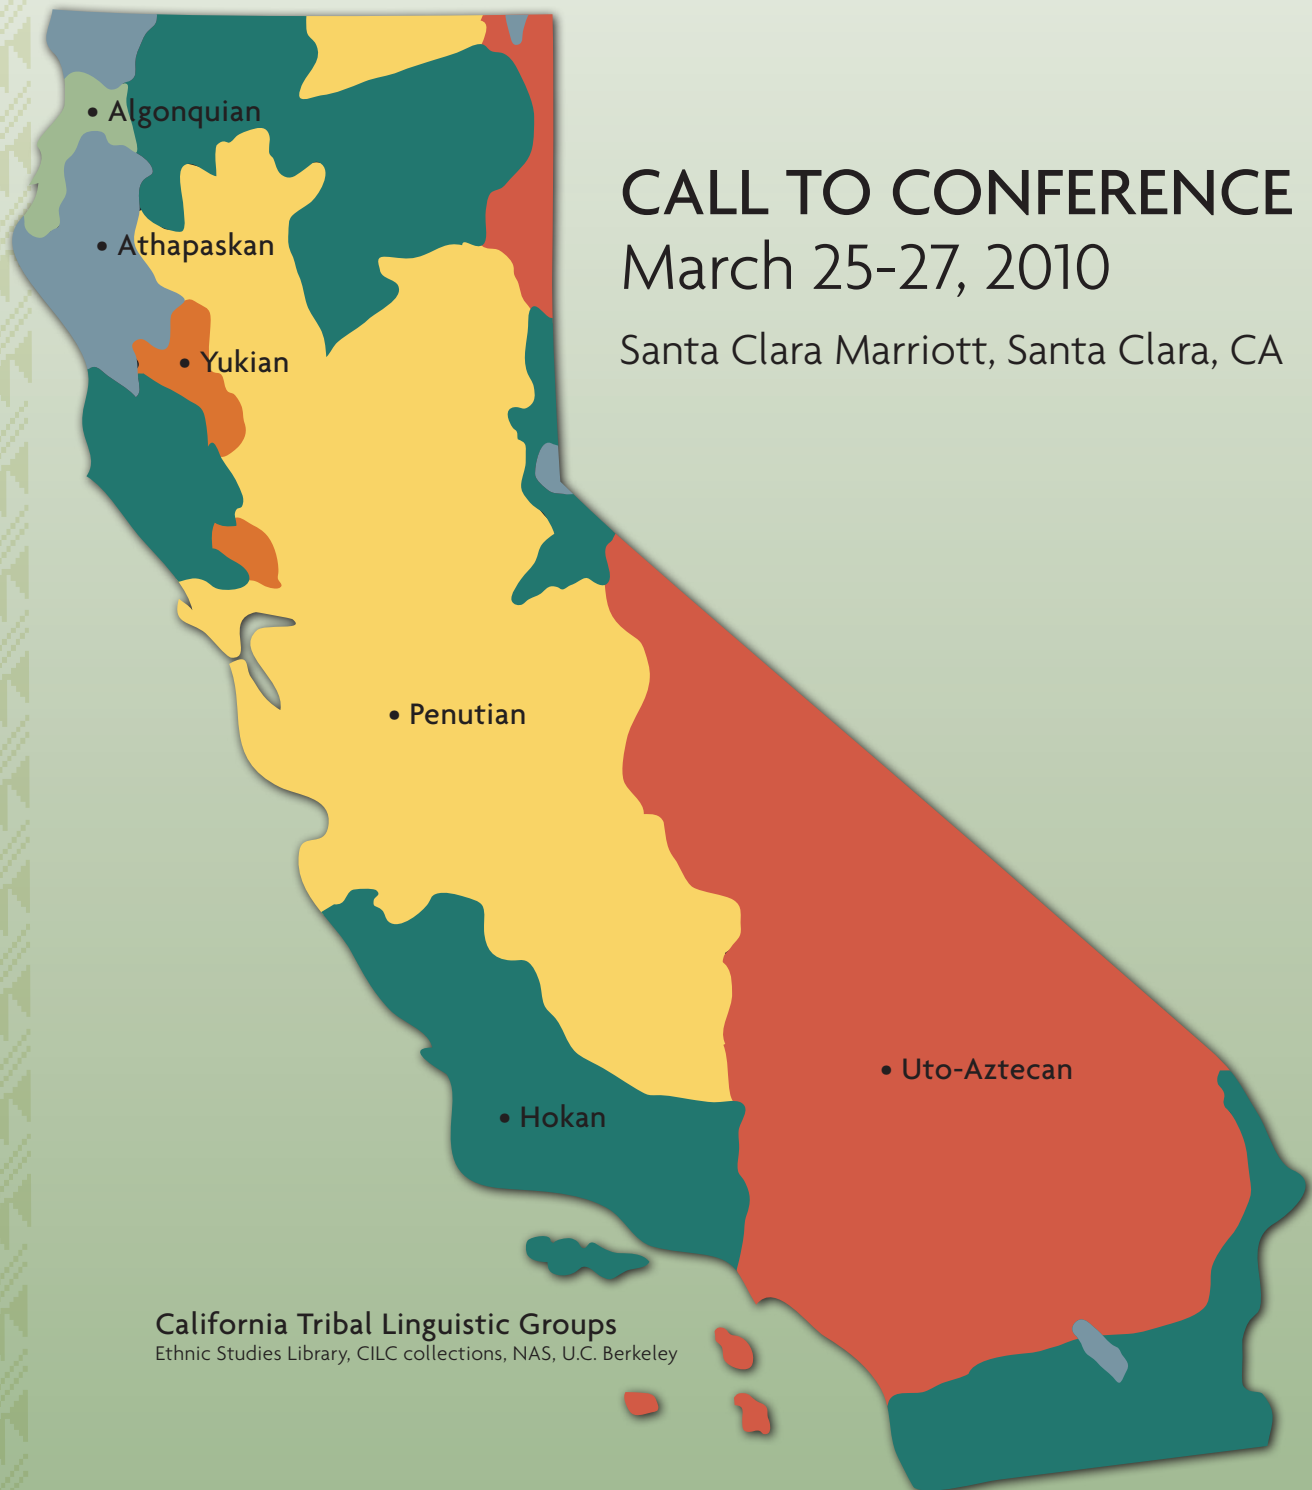 • Algonquian
CALL TO CONFERENCE
• Athapaskan
March 25-27, 2010
Santa Clara Marriott, Santa Clara, CA
• Yukian
• Penutian
• Uto-Aztecan
• Hokan
California Tribal Linguistic Groups
Ethnic Studies Library, CILC collections, NAS, U.C. Berkeley